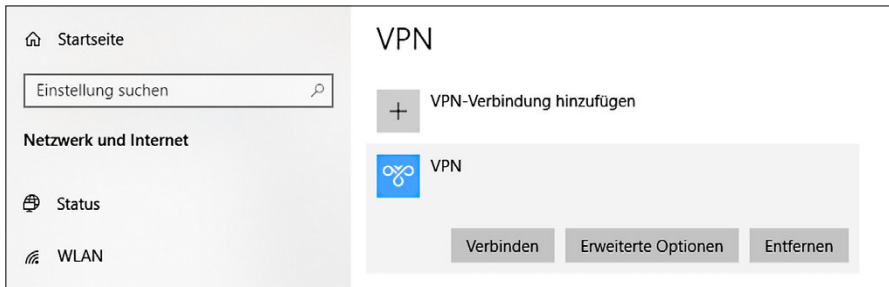 Startseite
Einstellung suchen
Netzwerk und Internet
Status
WLAN
VPN
VPN-Verbindung hinzufügen
VPN
Verbinden
Erweiterte Optionen
Entfernen